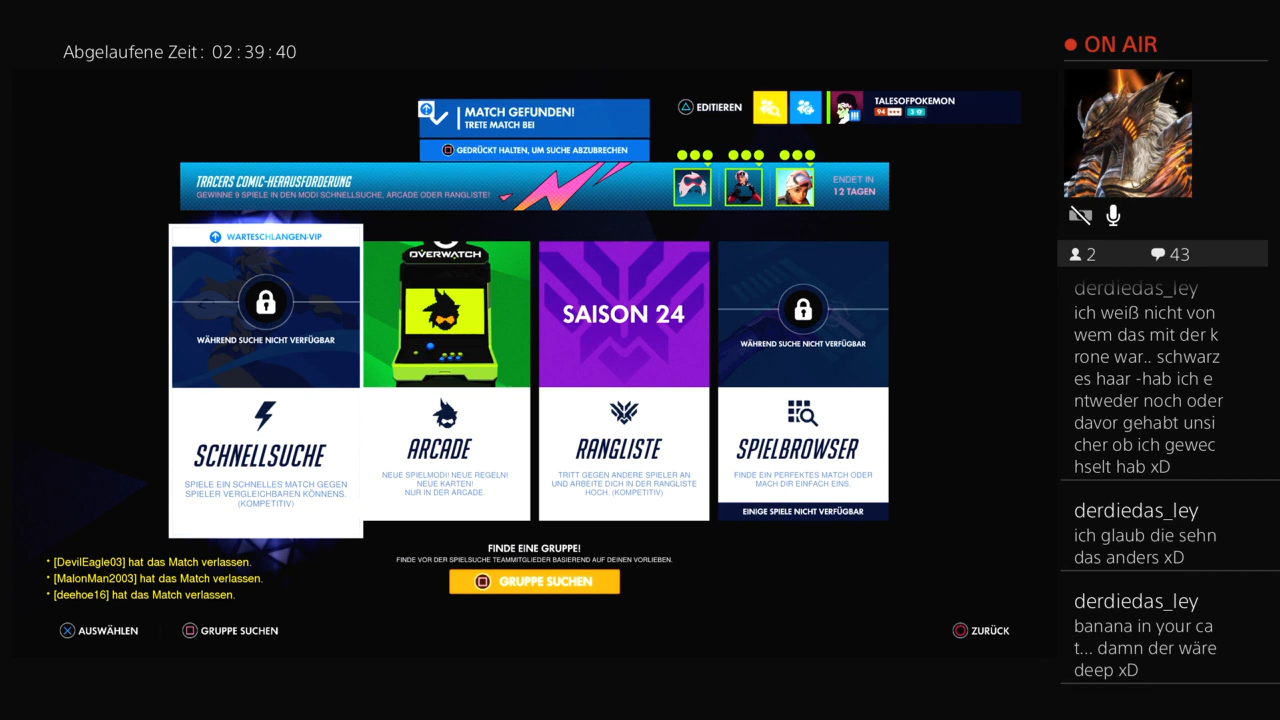 Abgelaufene Zeit: 02:39:40
ON AIR
MATCH GEFUNDEN!
TRETE MATCH BEI
GEDRÜCKT HALTEN, UM SUCHE ABZUBRECHEN
EDITIEREN
TALESOFPOKEMON
94
3
TRACERS COMIC-HERAUSFORDERUNG
GEWINNE 9 SPIELE IN DEN MODI SCHNELLSUCHE, ARCADE ODER RANGLISTE!
ENDET IN
12 TAGEN
WARTESCHLANGEN-VIP
WÄHREND SUCHE NICHT VERFÜGBAR
SCHNELLSUCHE
SPIELE EIN SCHNELLES MATCH GEGEN
SPIELER VERGLEICHBAREN KÖNNENS.
(KOMPETITIV)
OVERWATCH
ARCADE
NEUE SPIELMODI! NEUE REGELN!
NEUE KARTEN!
NUR IN DER ARCADE.
SAISON 24
RANGLISTE
TRITT GEGEN ANDERE SPIELER AN
UND ARBEITE DICH IN DER RANGLISTE
HOCH. (KOMPETITIV)
WÄHREND SUCHE NICHT VERFÜGBAR
SPIELBROWSER
FINDE EIN PERFEKTES MATCH ODER
MACH DIR EINFACH EINS.
EINIGE SPIELE NICHT VERFÜGBAR
FINDE EINE GRUPPE!
FINDE VOR DER SPIELSUCHE TEAMMITGLIEDER BASIEREND AUF DEINEN VORLIEBEN.
GRUPPE SUCHEN
[DevilEagle03] hat das Match verlassen.
[MalonMan2003] hat das Match verlassen.
[deehoe16] hat das Match verlassen.
AUSWÄHLEN
GRUPPE SUCHEN
ZURÜCK
2
43
derdiedas_ley
ich weiß nicht von
wem das mit der k
rone war.. schwarz
es haar -hab ich e
ntweder noch oder
davor gehabt unsi
cher ob ich gewec
hselt hab xD
derdiedas_ley
ich glaub die sehn
das anders xD
derdiedas_ley
banana in your ca
t... damn der wäre
deep xD